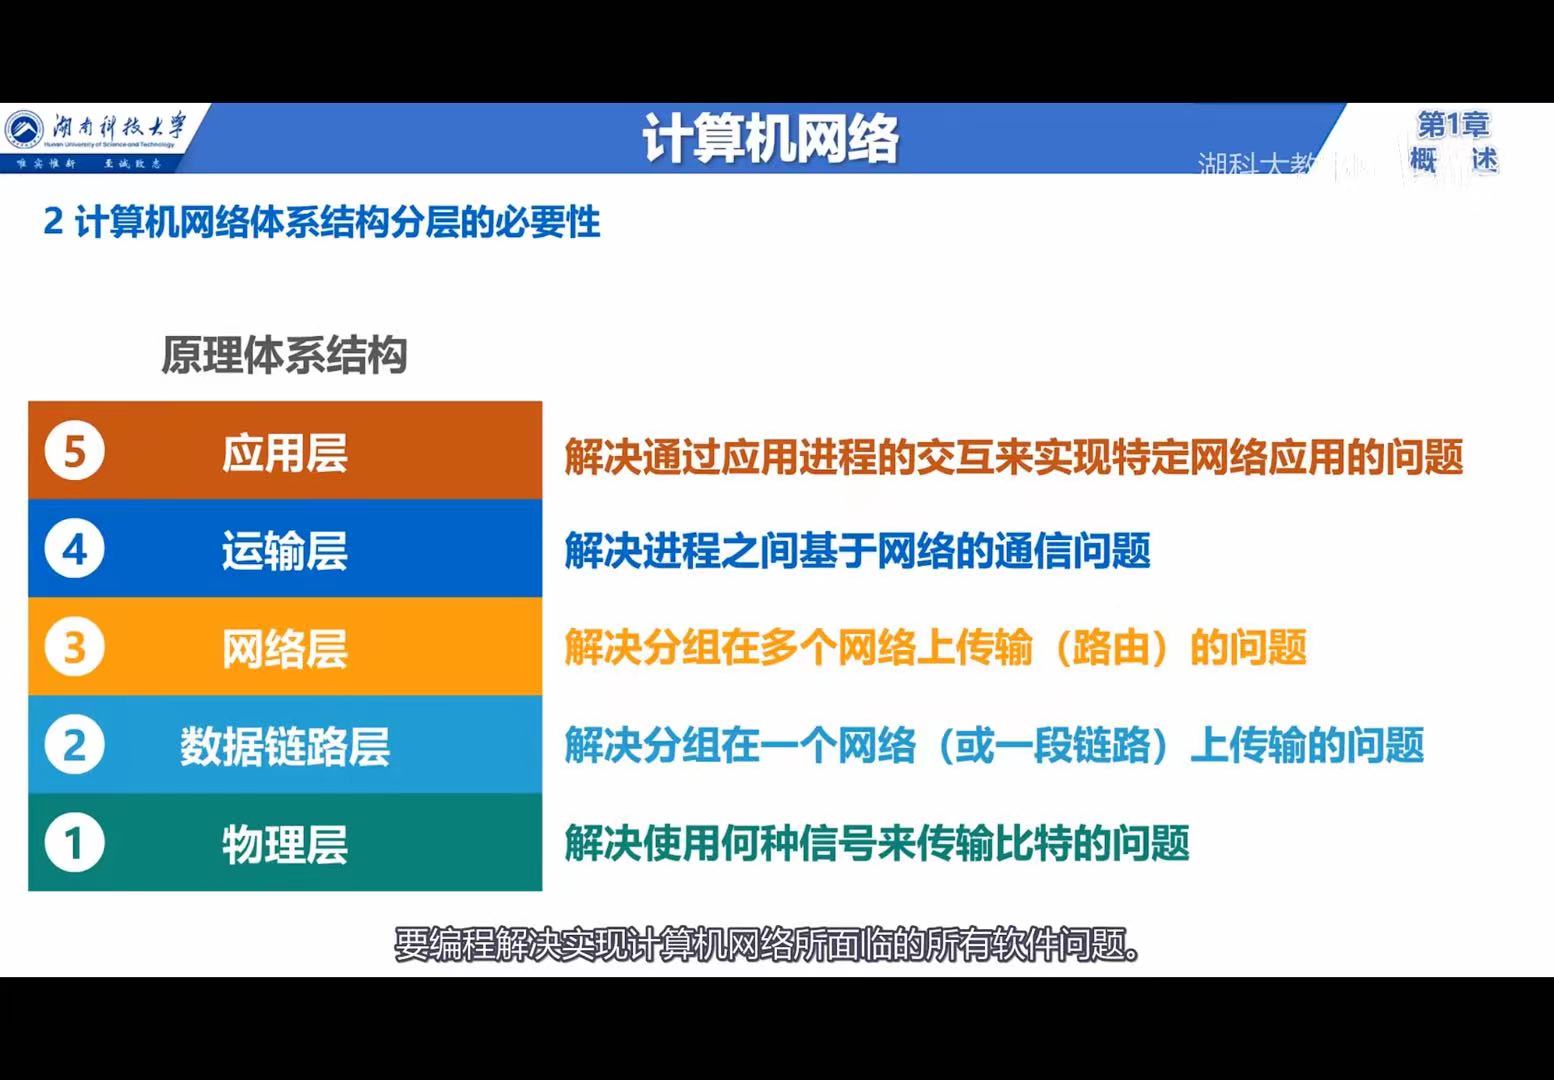 湖南科技大学
Hunan University of Science and Technology
唯实惟新 至诚致志
计算机网络
第1章
概 述
湖科大教
2 计算机网络体系结构分层的必要性
原理体系结构
5 应用层 解决通过应用进程的交互来实现特定网络应用的问题
4 运输层 解决进程之间基于网络的通信问题
3 网络层 解决分组在多个网络上传输（路由）的问题
2 数据链路层 解决分组在一个网络（或一段链路）上传输的问题
1 物理层 解决使用何种信号来传输比特的问题
要编程解决实现计算机网络所面临的所有软件问题。